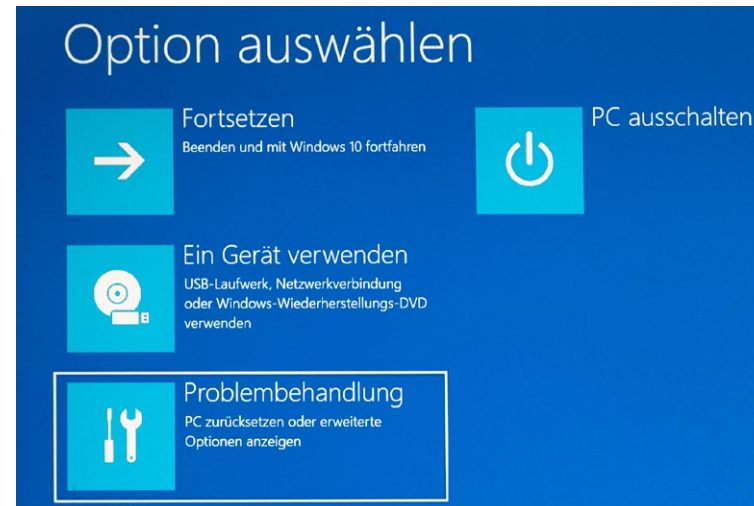 Option auswählen
Fortsetzen
Beenden und mit Windows 10 fortfahren
PC ausschalten
Ein Gerät verwenden
USB-Laufwerk, Netzwerkverbindung
oder Windows-Wiederherstellungs-DVD
verwenden
Problembehandlung
PC zurücksetzen oder erweiterte
Optionen anzeigen